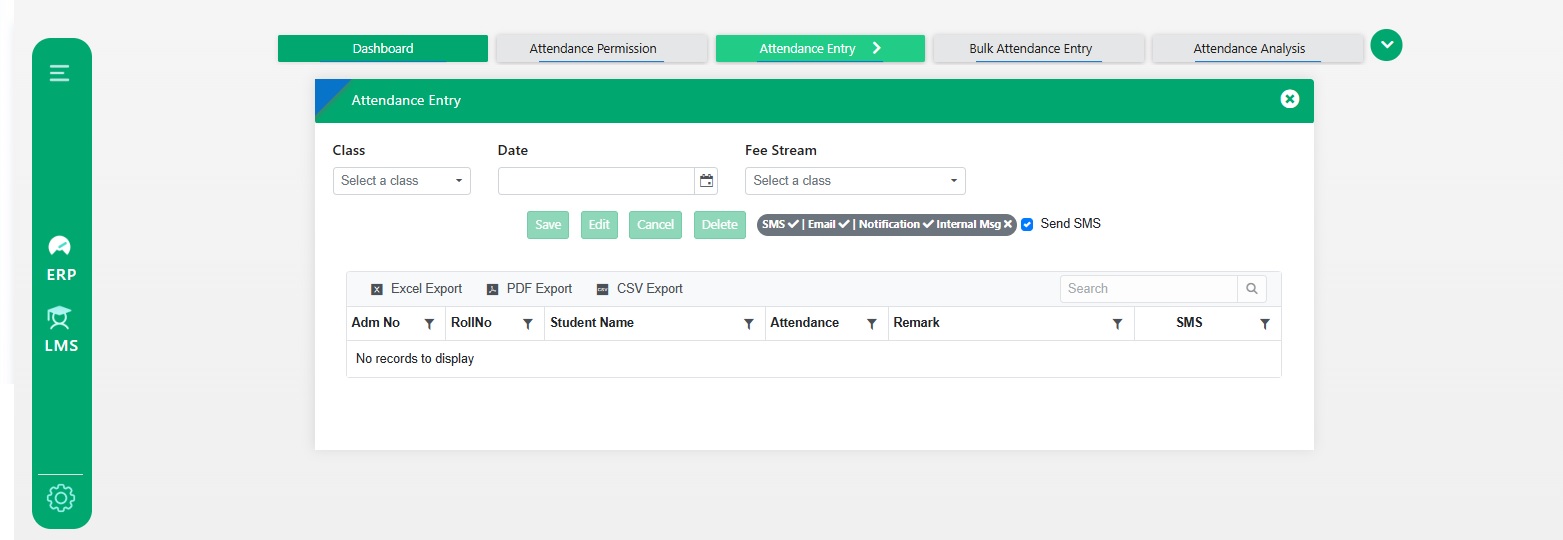 Dashboard
Attendance Permission
Attendance Entry
Bulk Attendance Entry
Attendance Analysis
ERP
LMS
Attendance Entry
Class
Date
Fee Stream
Select a class
Select a class
Save
Edit
Cancel
Delete
SMS | Email | Notification Internal Msg
Send SMS
Excel Export
PDF Export
CSV Export
Search
Adm No
RollNo
Student Name
Attendance
Remark
SMS
No records to display